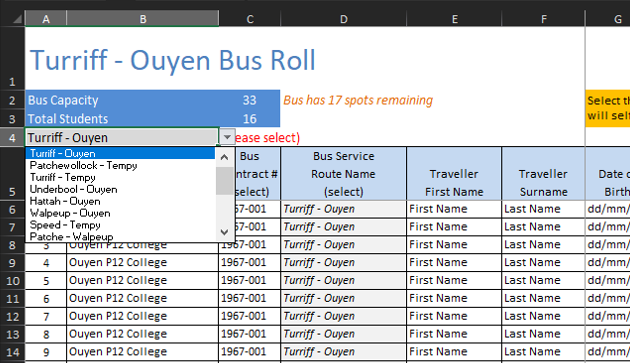 A B C D E F G
1 Turriff - Ouyen Bus Roll
2 Bus Capacity 33 Bus has 17 spots remaining Select th
3 Total Students 16 will self
4 Turriff - Ouyen ease select)
Turriff - Ouyen
Patchewollock - Tempy
Turriff - Tempy
Underbool - Ouyen
Hattah - Ouyen
Walpeup - Ouyen
Speed - Tempy
Patche - Walpeup
5 Bus Bus Service Traveller Traveller Date o
ntract # Route Name First Name Surname Birth
select) (select)
6 67-001 Turriff - Ouyen First Name Last Name dd/mm/
7 67-001 Turriff - Ouyen First Name Last Name dd/mm/
8 3 Ouyen P12 College 1967-001 Turriff - Ouyen First Name Last Name dd/mm/
9 4 Ouyen P12 College 1967-001 Turriff - Ouyen First Name Last Name dd/mm/
10 5 Ouyen P12 College 1967-001 Turriff - Ouyen First Name Last Name dd/mm/
11 6 Ouyen P12 College 1967-001 Turriff - Ouyen First Name Last Name dd/mm/
12 7 Ouyen P12 College 1967-001 Turriff - Ouyen First Name Last Name dd/mm/
13 8 Ouyen P12 College 1967-001 Turriff - Ouyen First Name Last Name dd/mm/
14 9 Ouyen P12 College 1967-001 Turriff - Ouyen First Name Last Name dd/mm/